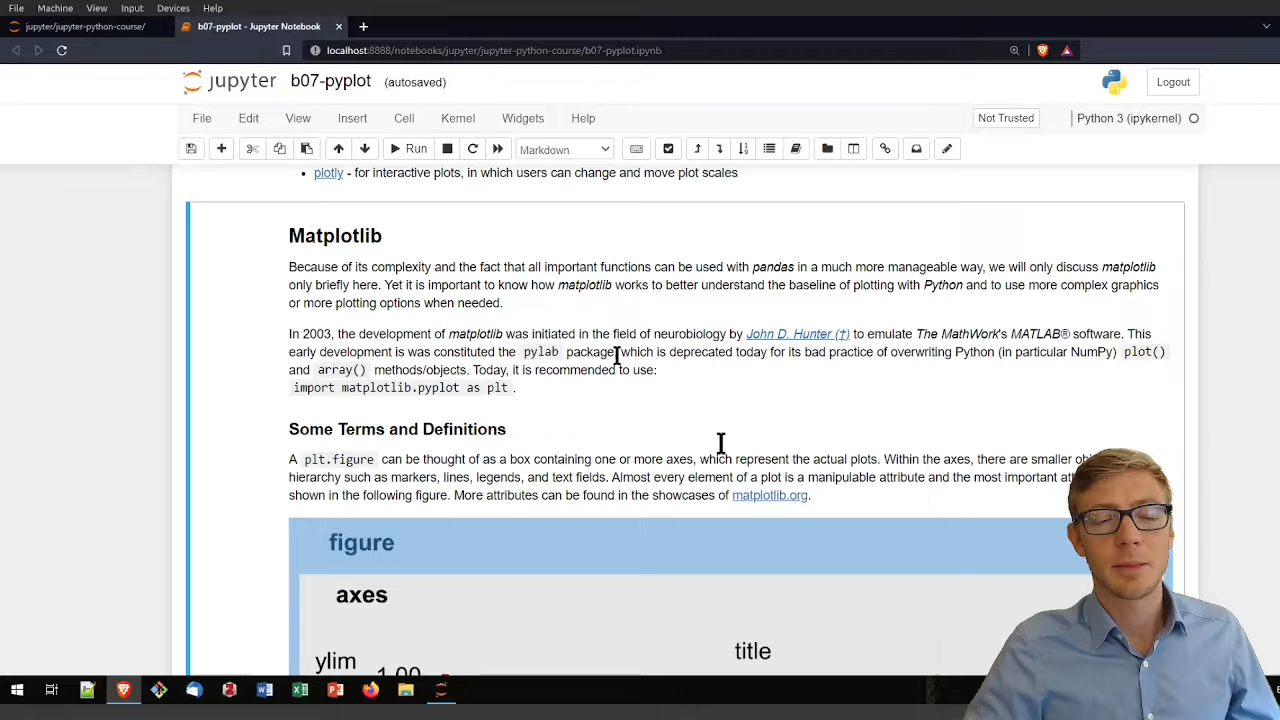 File Machine View Input Devices Help
jupyter/jupyter-python-course/ b07-pyplot - Jupyter Notebook
localhost:8888/notebooks/jupyter/jupyter-python-course/b07-pyplot.ipynb
jupyter b07-pyplot (autosaved) Logout
File Edit View Insert Cell Kernel Widgets Help Not Trusted Python 3 (ipykernel)
Run Markdown
• plotly - for interactive plots, in which users can change and move plot scales
Matplotlib
Because of its complexity and the fact that all important functions can be used with pandas in a much more manageable way, we will only discuss matplotlib
only briefly here. Yet it is important to know how matplotlib works to better understand the baseline of plotting with Python and to use more complex graphics
or more plotting options when needed.
In 2003, the development of matplotlib was initiated in the field of neurobiology by John D. Hunter (†) to emulate The MathWork's MATLAB® software. This
early development is was constituted the pylab package, which is deprecated today for its bad practice of overwriting Python (in particular NumPy) plot()
and array() methods/objects. Today, it is recommended to use:
import matplotlib.pyplot as plt.
Some Terms and Definitions
A plt.figure can be thought of as a box containing one or more axes, which represent the actual plots. Within the axes, there are smaller
hierarchy such as markers, lines, legends, and text fields. Almost every element of a plot is a manipulable attribute and the most important
shown in the following figure. More attributes can be found in the showcases of matplotlib.org.
figure
axes
title
ylim 1.00